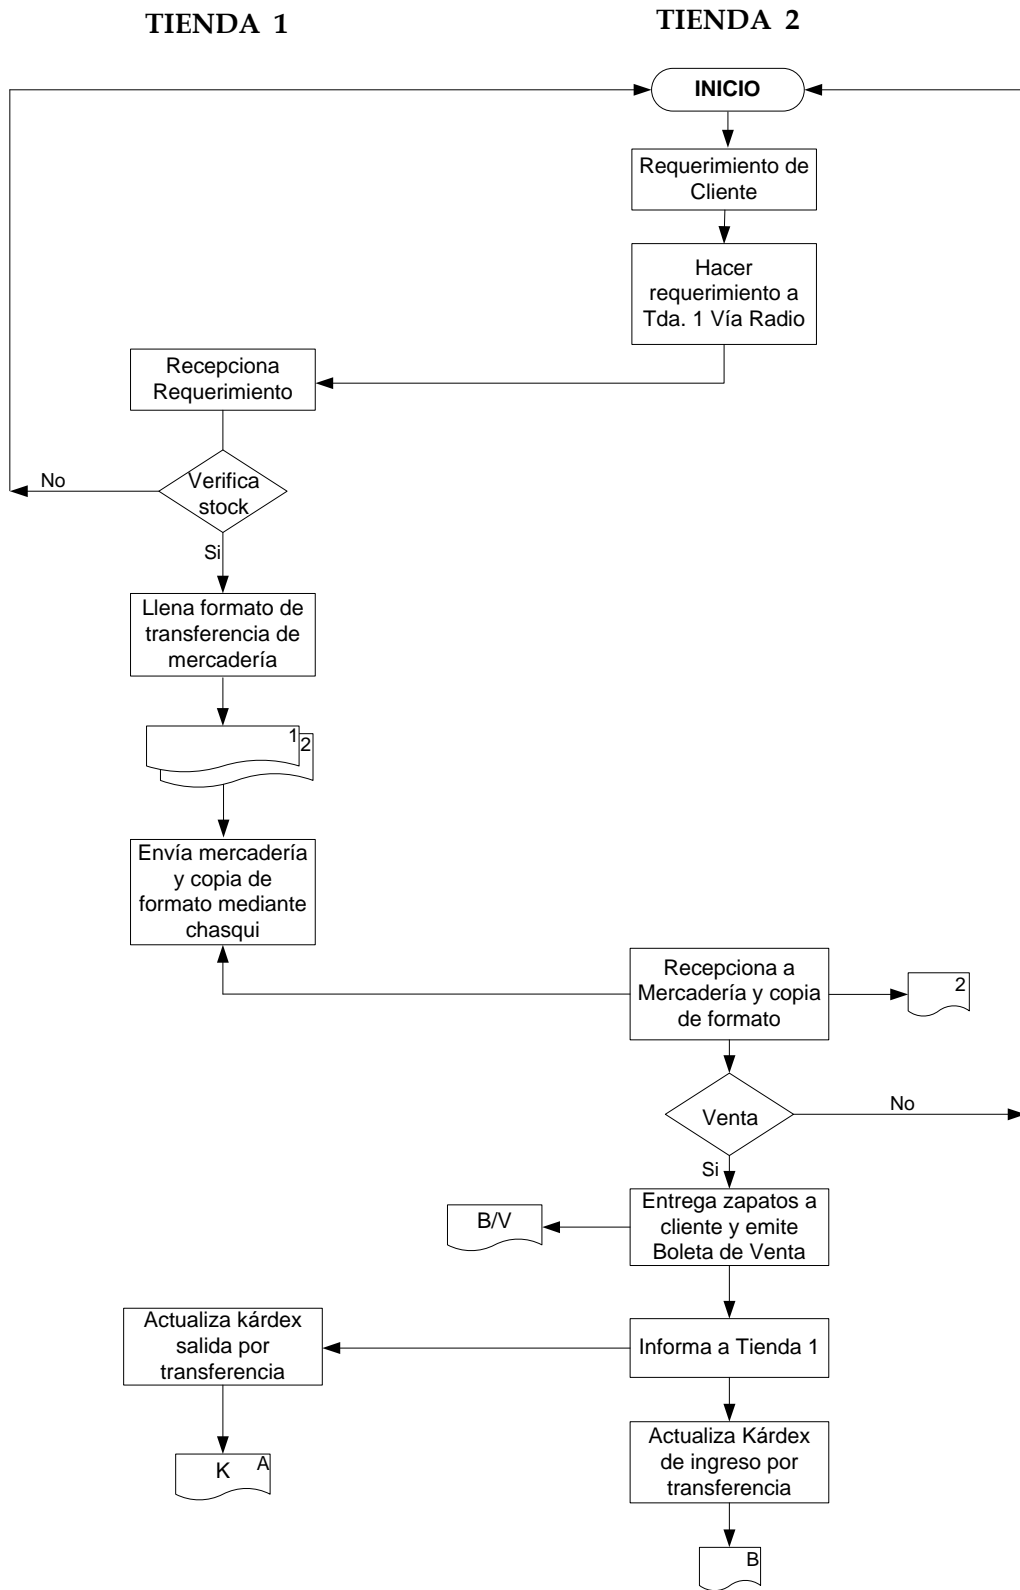 TIENDA 1
TIENDA 2
INICIO
Requerimiento de
Cliente
Hacer
requerimiento a
Tda. 1 Vía Radio
Recepciona
Requerimiento
No
Verifica
stock
Si
Llena formato de
transferencia de
mercadería
1
2
Envía mercadería
y copia de
formato mediante
chasqui
Recepciona a
Mercadería y copia
de formato
2
Venta
No
Si
Entrega zapatos a
cliente y emite
Boleta de Venta
B/V
Informa a Tienda 1
Actualiza kárdex
salida por
transferencia
K
A
Actualiza Kárdex
de ingreso por
transferencia
B